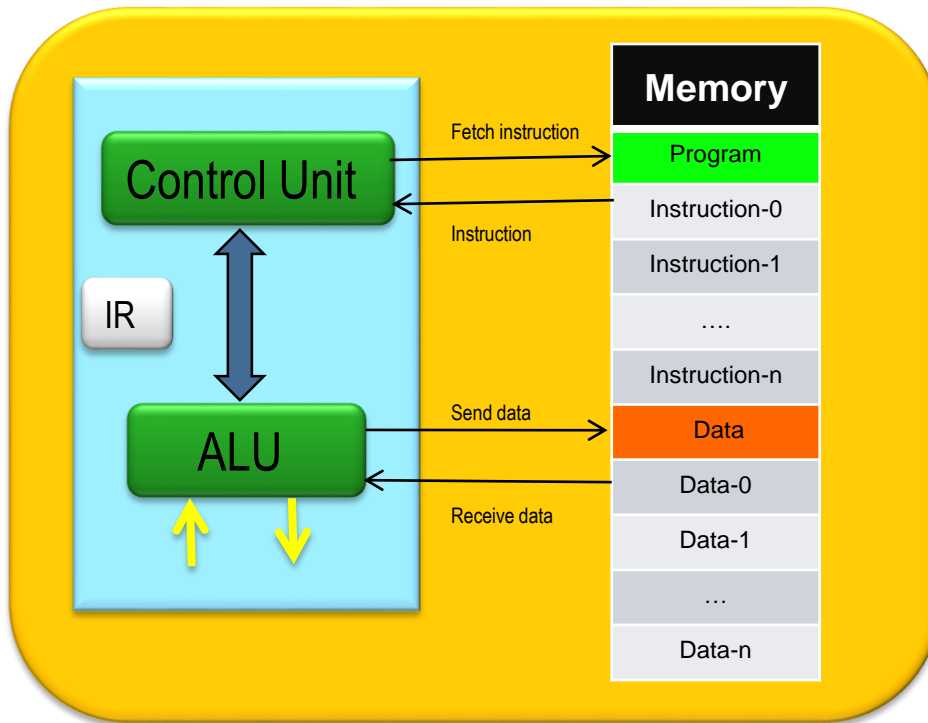 Memory
Fetch instruction
Program
Control Unit
Instruction-0
Instruction
Instruction-1
IR
....
Instruction-n
Send data
Data
ALU
Data-0
Receive data
Data-1
...
Data-n